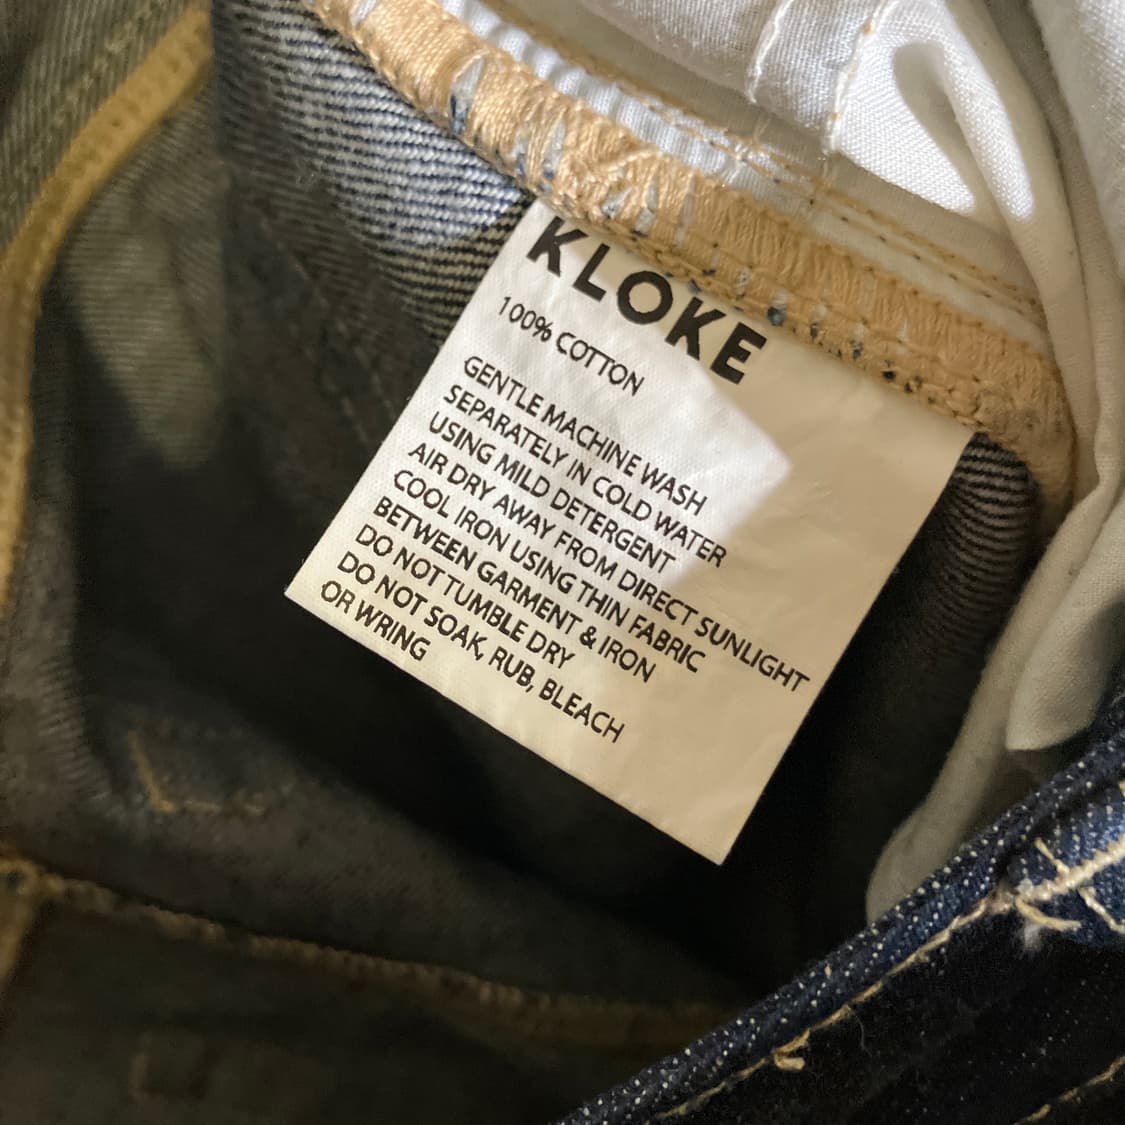 KLOKE
100% COTTON
GENTLE MACHINE WASH
SEPARATELY IN COLD WATER
USING MILD DETERGENT
AIR DRY AWAY FROM DIRECT SUNLIGHT
COOL IRON USING THIN FABRIC
BETWEEN GARMENT & IRON
DO NOT TUMBLE DRY
DO NOT SOAK, RUB, BLEACH
OR WRING